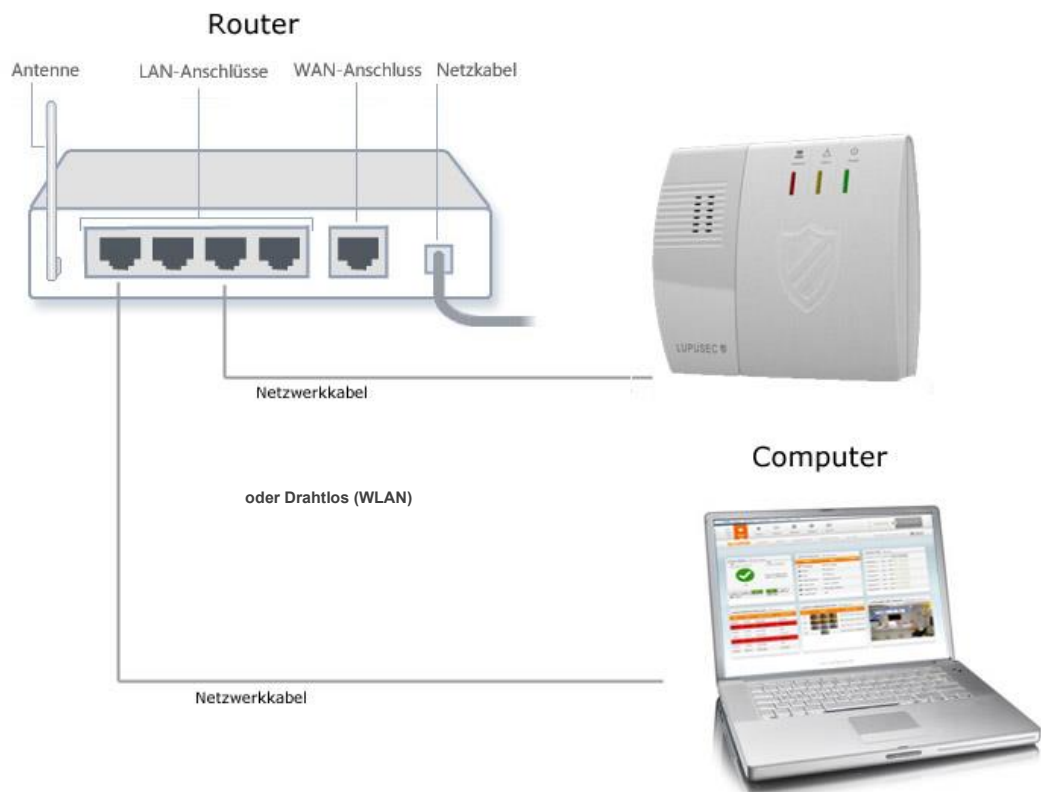 Router
Antenne
LAN-Anschlüsse
WAN-Anschluss
Netzkabel
LUPUSEC
Netzwerkkabel
Computer
oder Drahtlos (WLAN)
Netzwerkkabel